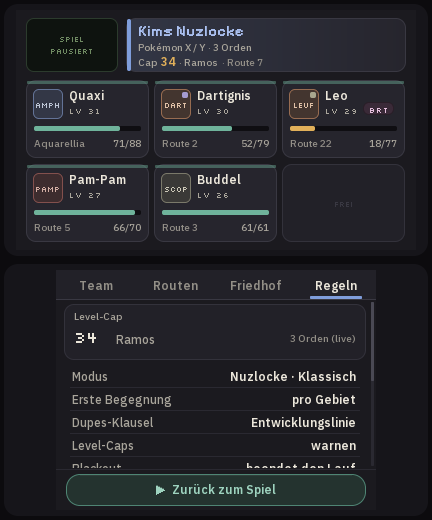 SPIEL
PAUSIERT
Kims Nuzlocke
Pokémon X / Y · 3 Orden
Cap 34 · Ramos · Route 7
AMPH
Quaxi
LV 31
Aquarellia
71/88
DART
Dartignis
LV 30
Route 2
52/79
LEUF
Leo
LV 29
BRT
Route 22
18/77
PAMP
Pam-Pam
LV 27
Route 5
66/70
SCOP
Buddel
LV 26
Route 3
61/61
FREI
Team
Routen
Friedhof
Regeln
Level-Cap
34
Ramos
3 Orden (live)
Modus
Nuzlocke · Klassisch
Erste Begegnung
pro Gebiet
Dupes-Klausel
Entwicklungslinie
Level-Caps
warnen
Blackout
beendet den Lauf
▶ Zurück zum Spiel